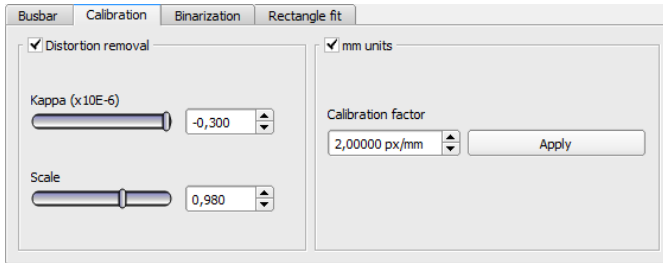 Busbar Calibration Binarization Rectangle fit
Distortion removal
Kappa (x10E-6)
-0,300
Scale
0,980
mm units
Calibration factor
2,00000 px/mm Apply